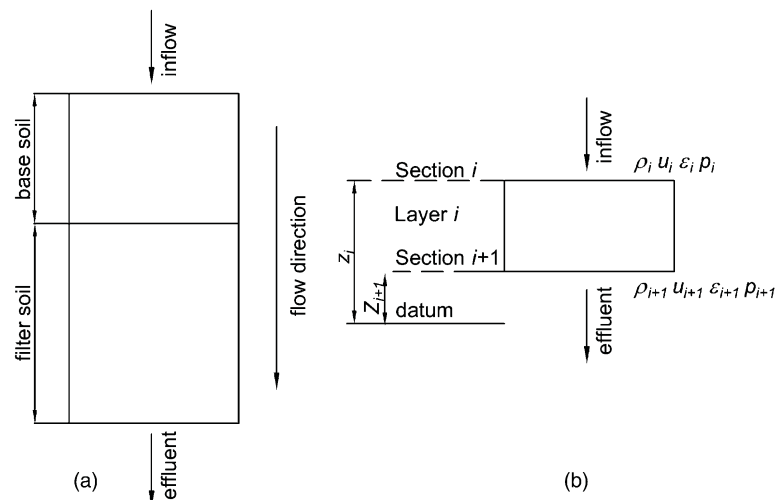 inflow
base soil
filter soil
flow direction
effluent
(a)
inflow
ρi ui εi pi
Section i
Layer i
zi
Section i+1
Zi+1
datum
ρi+1 ui+1 εi+1 pi+1
effluent
(b)